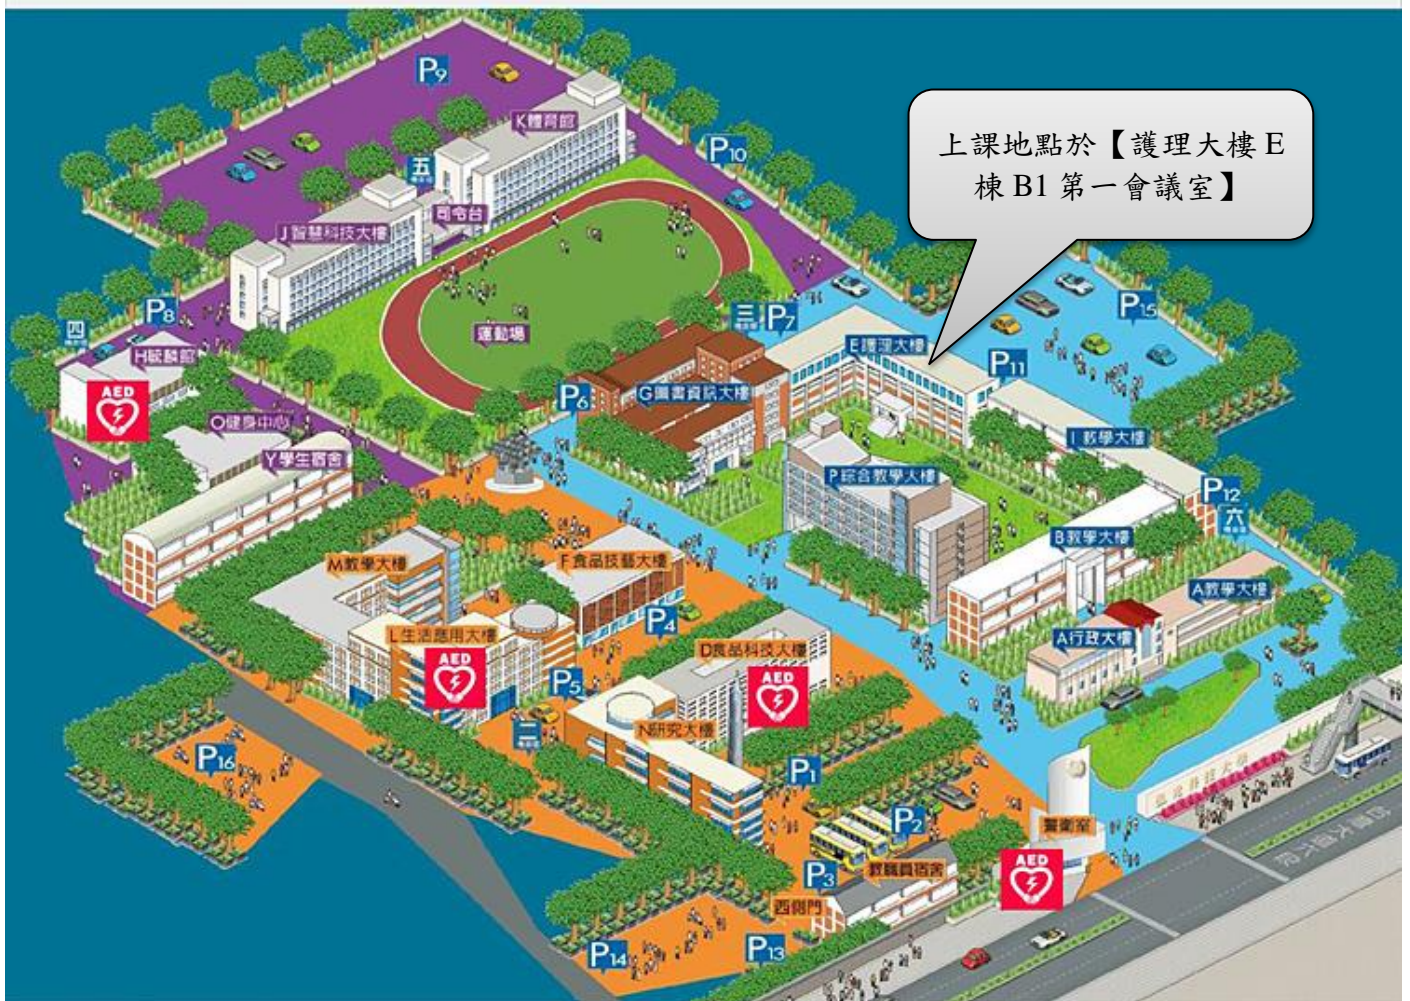 P9
K體育館
P10
上課地點於【護理大樓 E
棟 B1 第一會議室】
五
司令台
J智慧科技大樓
P15
P8
四
三
P7
運動場
H毓麟館
E護理大樓
P11
AED
P6
G圖書資訊大樓
O健身中心
I教學大樓
Y學生宿舍
P綜合教學大樓
P12
六
B教學大樓
M教學大樓
F食品技藝大樓
A教學大樓
P4
L生活應用大樓
A行政大樓
D食品科技大樓
AED
AED
P5
二
N研究大樓
P16
P1
P2
警衛室
教職員宿舍
AED
P3
西側門
P13
P14